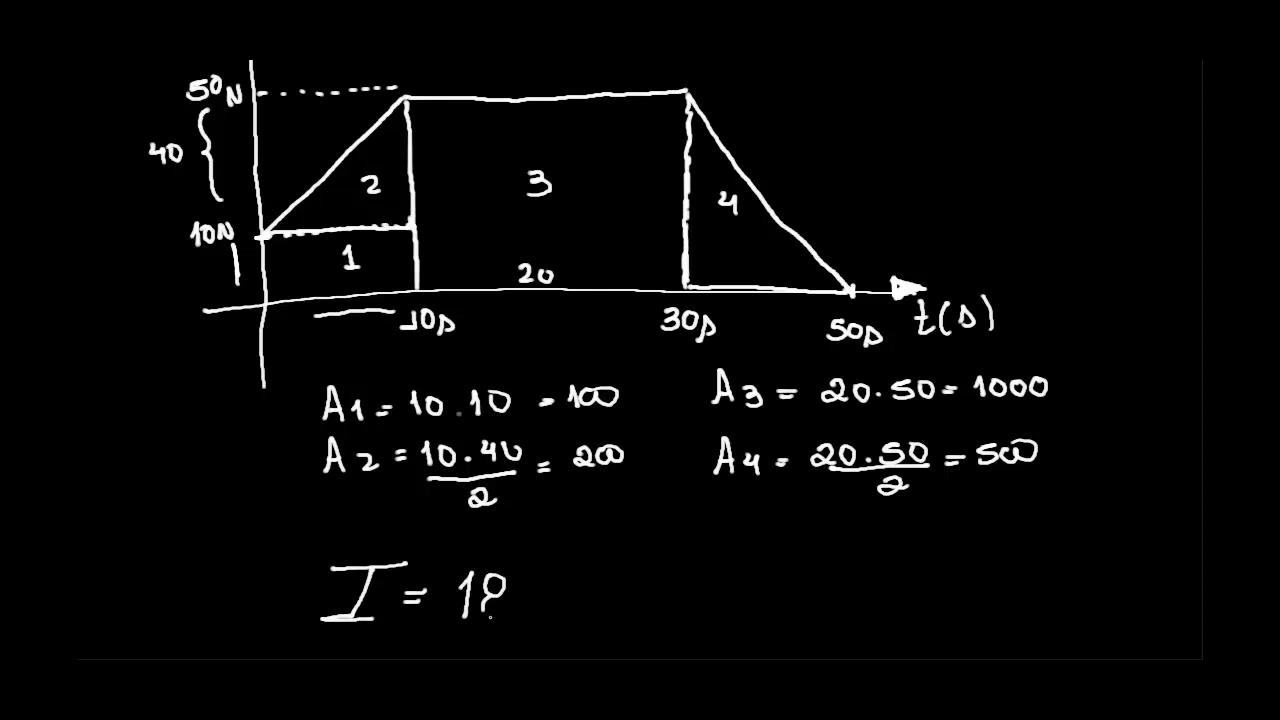 50N
40
2
3
4
10N
1
20
10s
30s
50s
t(s)
A1 = 10.10 = 100
A3 = 20.50 = 1000
A2 = 10.40/2 = 200
A4 = 20.50/2 = 500
I = 18